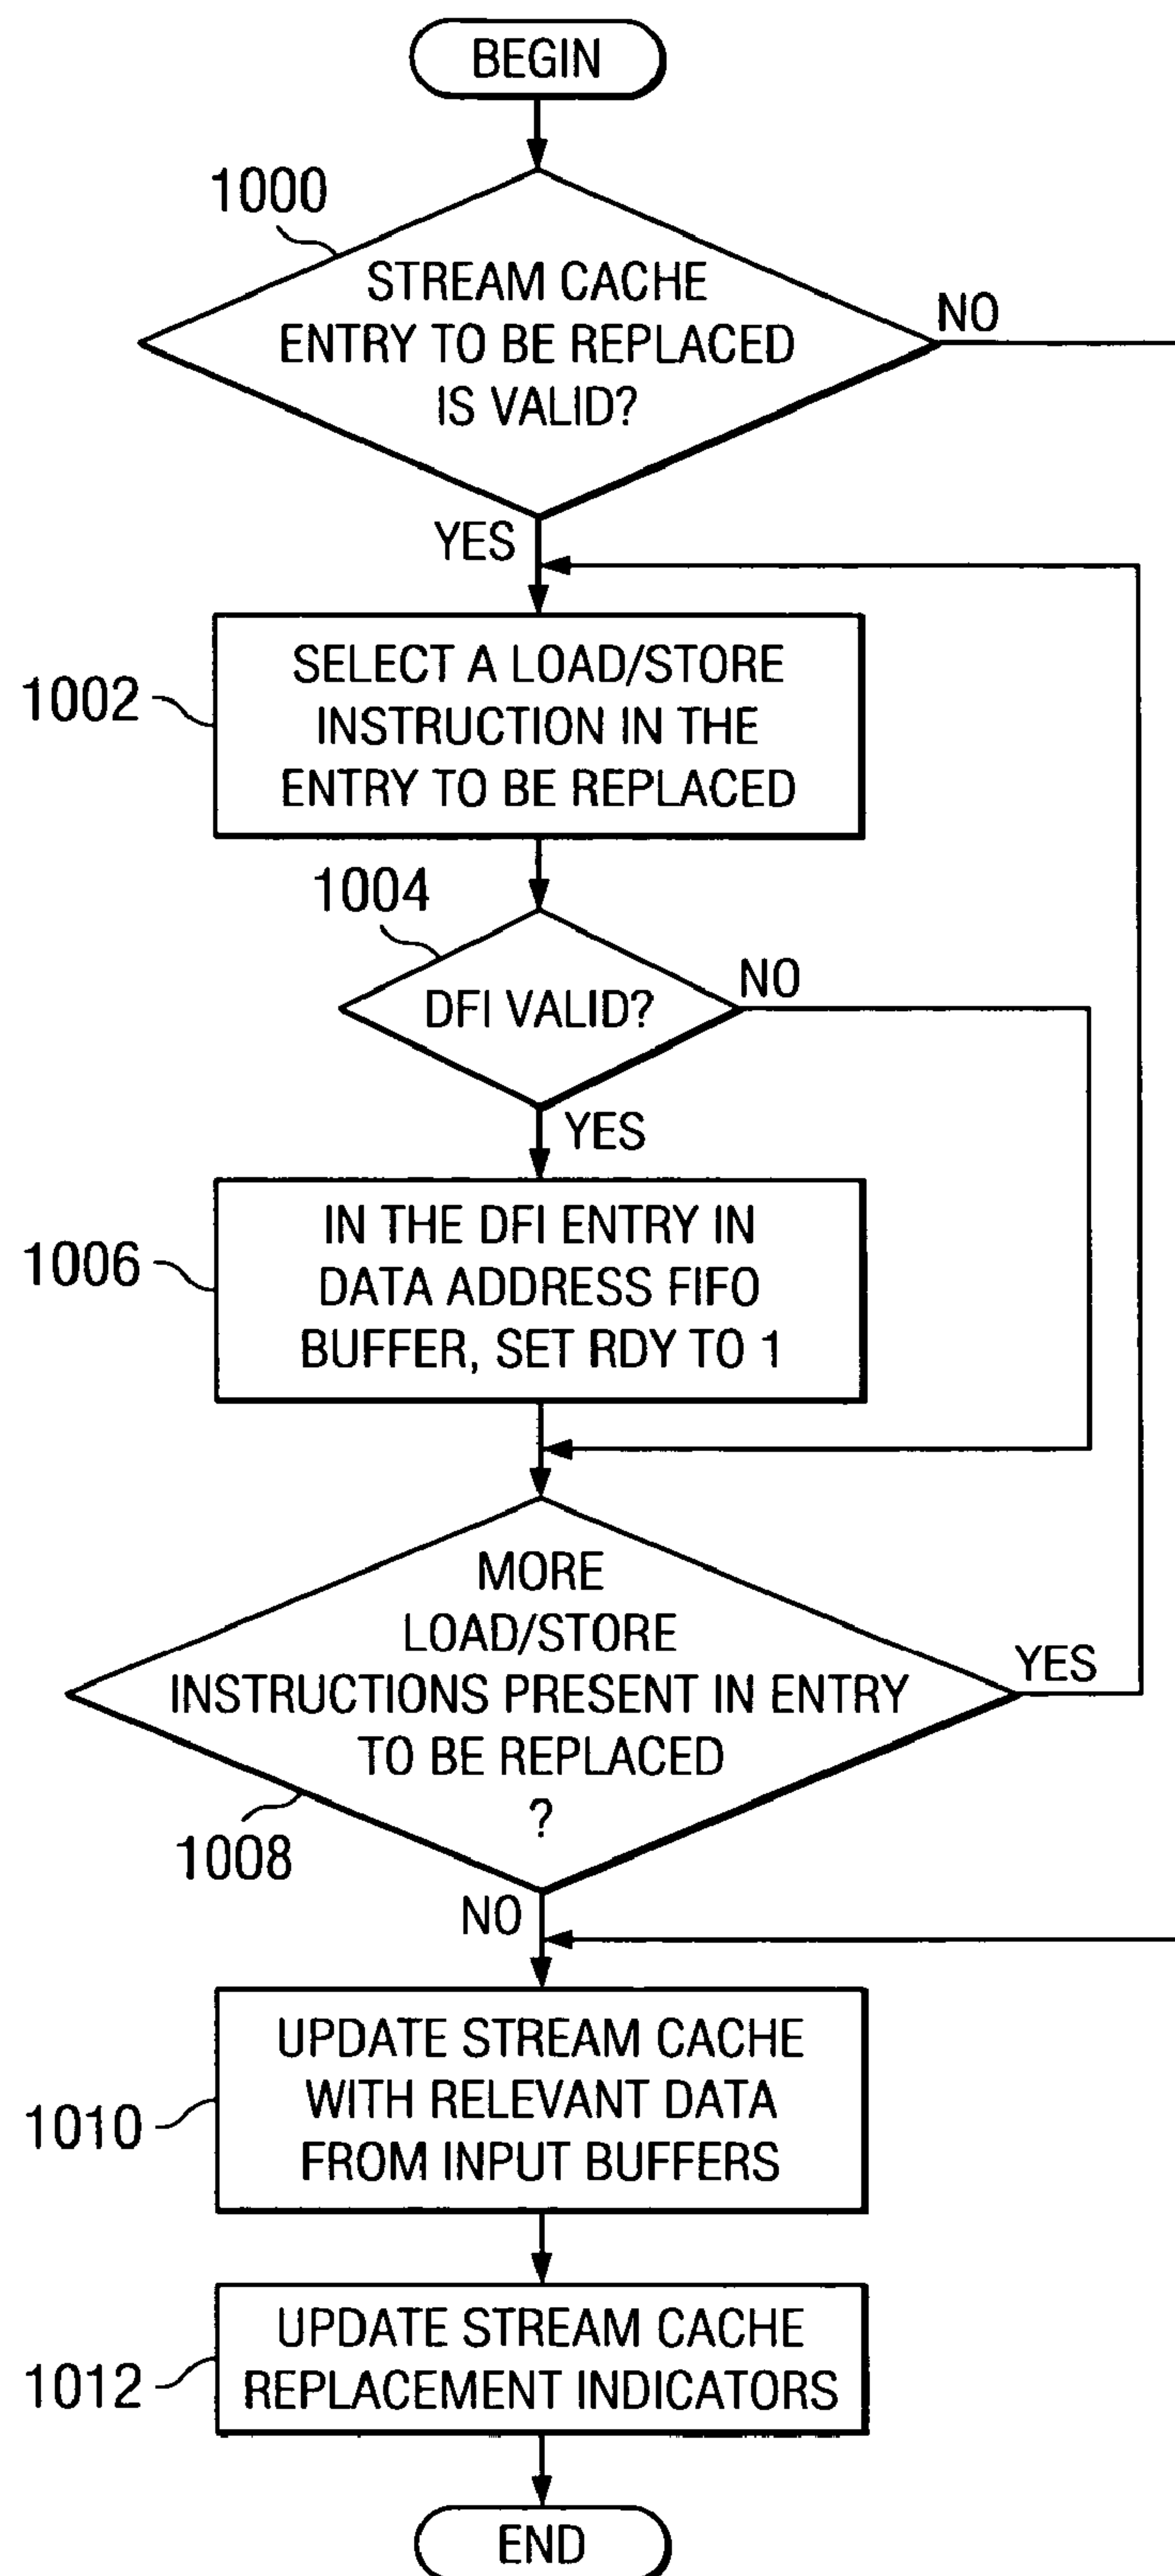 BEGIN
1000
STREAM CACHE
ENTRY TO BE REPLACED
IS VALID?
NO
YES
1002
SELECT A LOAD/STORE
INSTRUCTION IN THE
ENTRY TO BE REPLACED
1004
DFI VALID?
NO
YES
1006
IN THE DFI ENTRY IN
DATA ADDRESS FIFO
BUFFER, SET RDY TO 1
MORE
LOAD/STORE
INSTRUCTIONS PRESENT IN ENTRY
TO BE REPLACED
?
YES
1008
NO
1010
UPDATE STREAM CACHE
WITH RELEVANT DATA
FROM INPUT BUFFERS
1012
UPDATE STREAM CACHE
REPLACEMENT INDICATORS
END